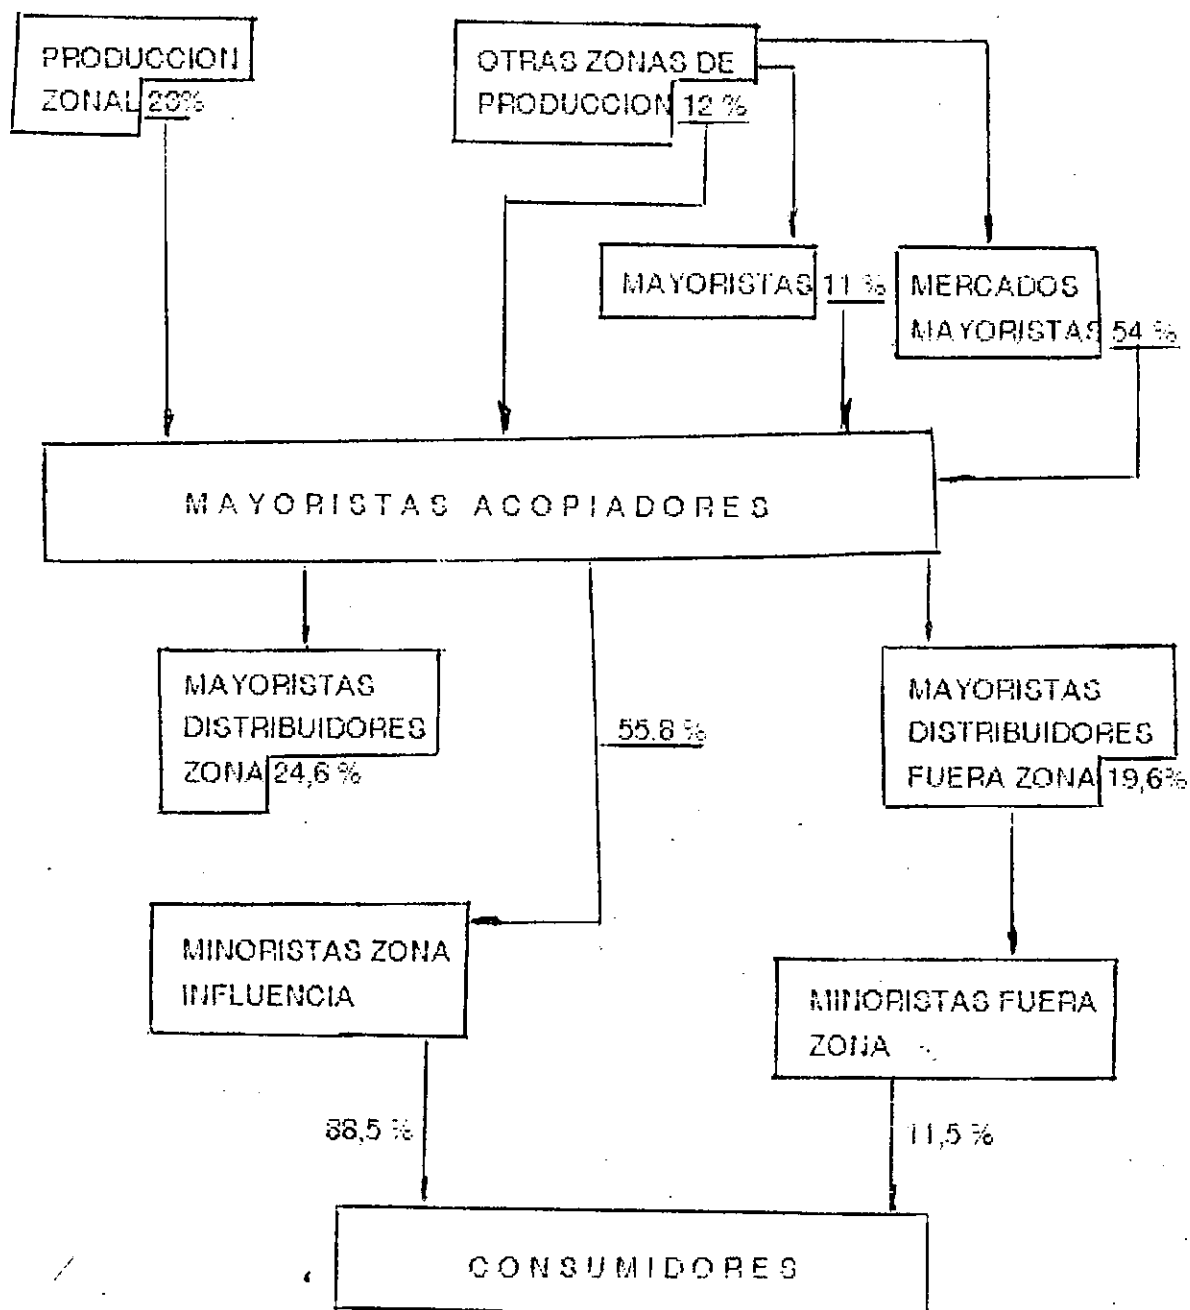 PRODUCCION
ZONAL 23%
OTRAS ZONAS DE
PRODUCCION 12 %
MAYORISTAS 11 %
MERCADOS
MAYORISTAS 54 %
MAYORISTAS ACOPIADORES
MAYORISTAS
DISTRIBUIDORES
ZONA 24,6 %
55.8 %
MAYORISTAS
DISTRIBUIDORES
FUERA ZONA 19,6%
MINORISTAS ZONA
INFLUENCIA
MINORISTAS FUERA
ZONA
88,5 %
11,5 %
CONSUMIDORES